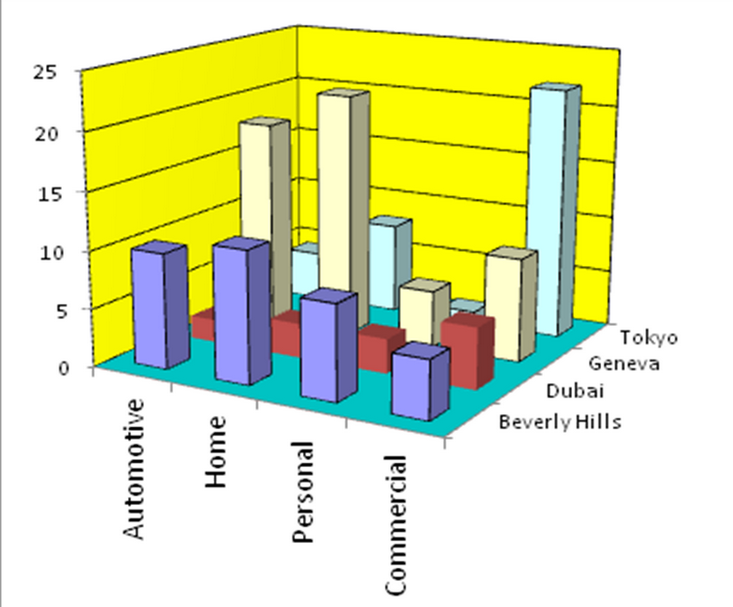 25
20
15
10
5
0
Automotive
Home
Personal
Commercial
Tokyo
Geneva
Dubai
Beverly Hills